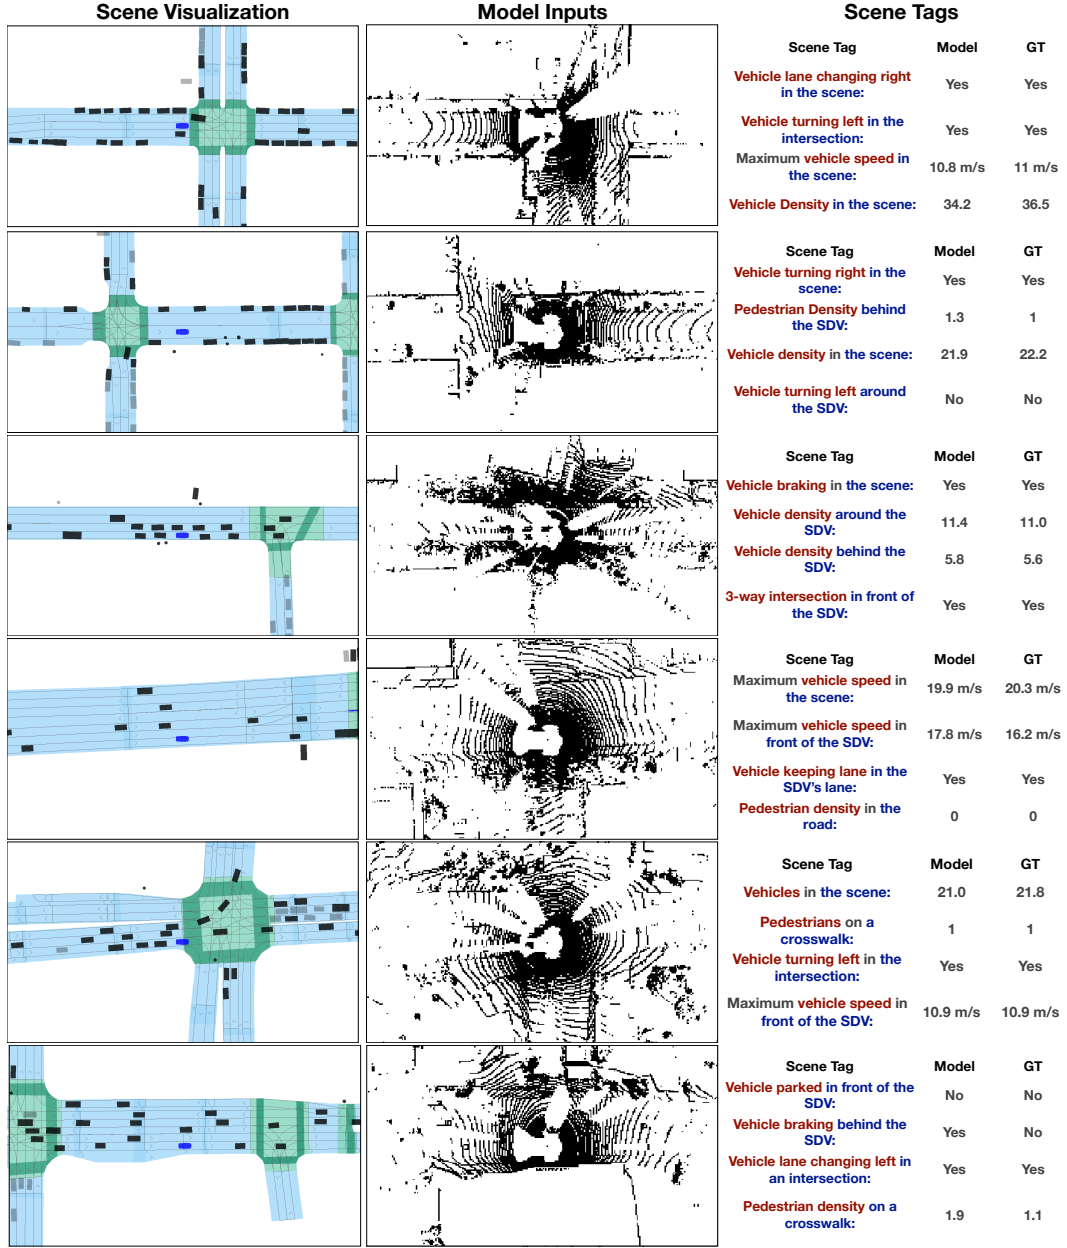 Scene Visualization Model Inputs Scene Tags
Scene Tag Model GT
Vehicle lane changing right
in the scene: Yes Yes
Vehicle turning left in the
intersection: Yes Yes
Maximum vehicle speed in
the scene: 10.8 m/s 11 m/s
Vehicle Density in the scene: 34.2 36.5
Scene Tag Model GT
Vehicle turning right in the
scene: Yes Yes
Pedestrian Density behind
the SDV: 1.3 1
Vehicle density in the scene: 21.9 22.2
Vehicle turning left around
the SDV: No No
Scene Tag Model GT
Vehicle braking in the scene: Yes Yes
Vehicle density around the
SDV: 11.4 11.0
Vehicle density behind the
SDV: 5.8 5.6
3-way intersection in front of
the SDV: Yes Yes
Scene Tag Model GT
Maximum vehicle speed in
the scene: 19.9 m/s 20.3 m/s
Maximum vehicle speed in
front of the SDV: 17.8 m/s 16.2 m/s
Vehicle keeping lane in the
SDV's lane: Yes Yes
Pedestrian density in the
road: 0 0
Scene Tag Model GT
Vehicles in the scene: 21.0 21.8
Pedestrians on a
crosswalk: 1 1
Vehicle turning left in the
intersection: Yes Yes
Maximum vehicle speed in
front of the SDV: 10.9 m/s 10.9 m/s
Scene Tag Model GT
Vehicle parked in front of the
SDV: No No
Vehicle braking behind the
SDV: Yes No
Vehicle lane changing left in
an intersection: Yes Yes
Pedestrian density on a
crosswalk: 1.9 1.1